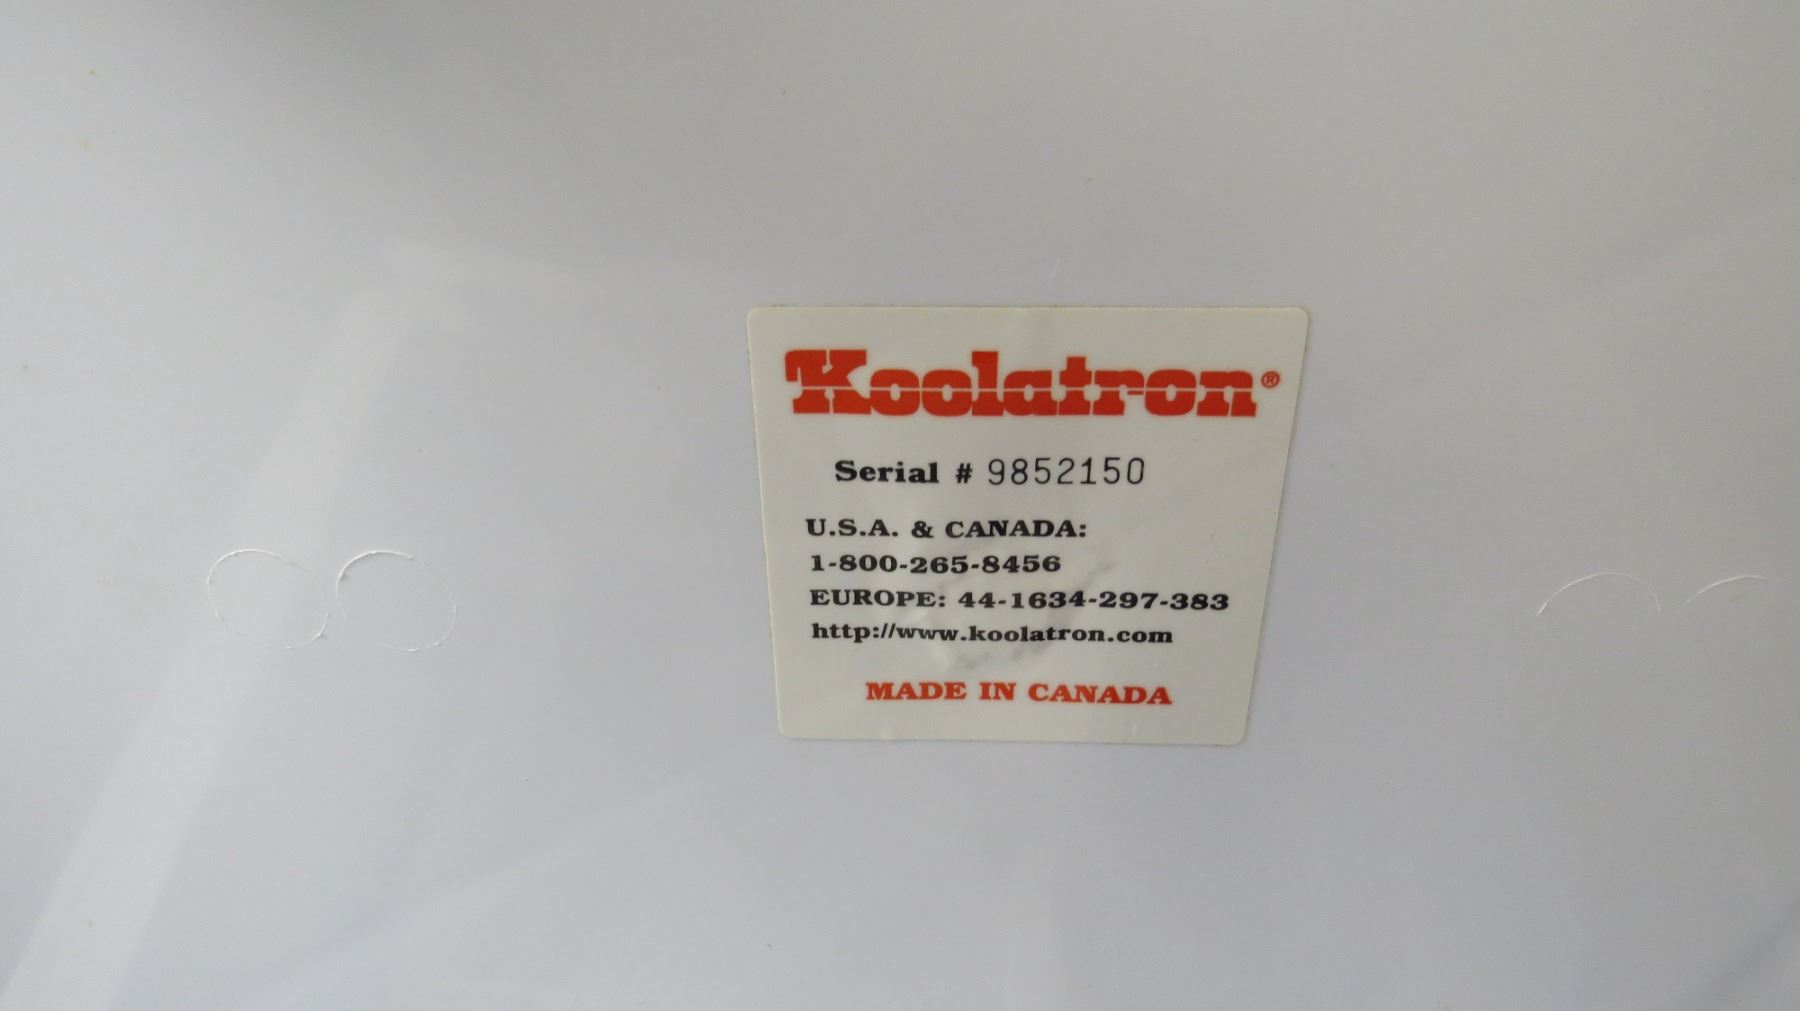 Koolatron®
Serial # 9852150
U.S.A. & CANADA:
1-800-265-8456
EUROPE: 44-1634-297-383
http://www.koolatron.com
MADE IN CANADA